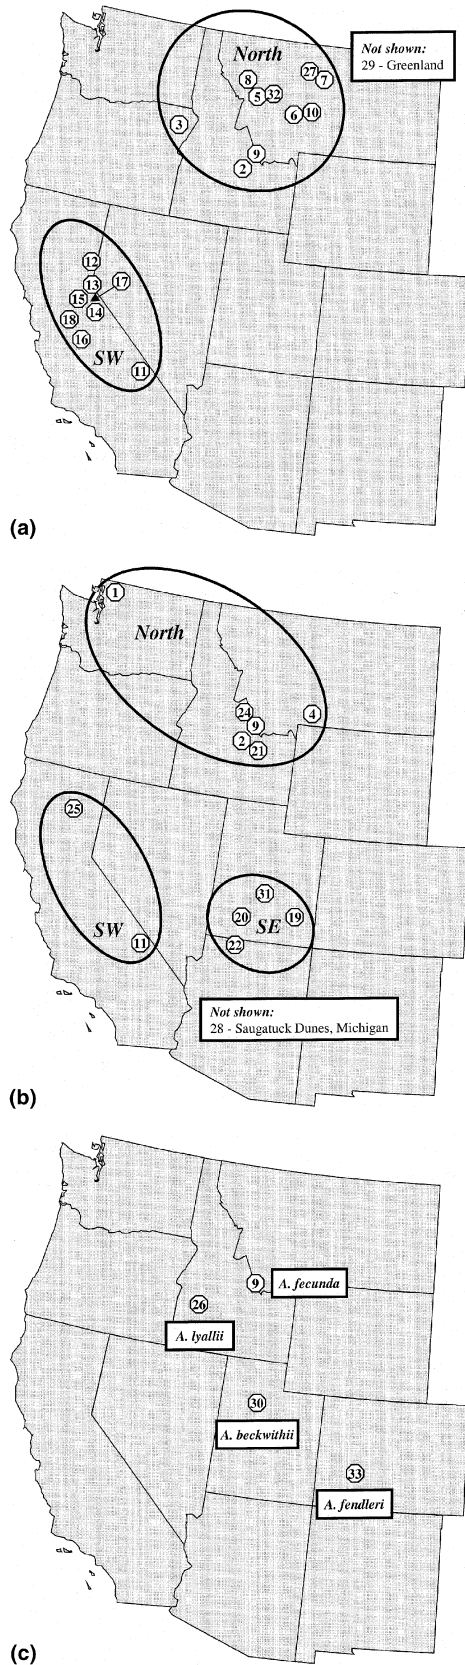 North
Not shown:
29 - Greenland
8
27
7
5
32
6
10
3
9
2
12
13
17
15
14
18
16
SW
11
(a)
1
North
24
9
4
2
21
25
31
20
SE
19
SW
11
22
Not shown:
28 - Saugatuck Dunes, Michigan
(b)
9
A. fecunda
26
A. lyallii
30
A. beckwithii
33
A. fendleri
(c)